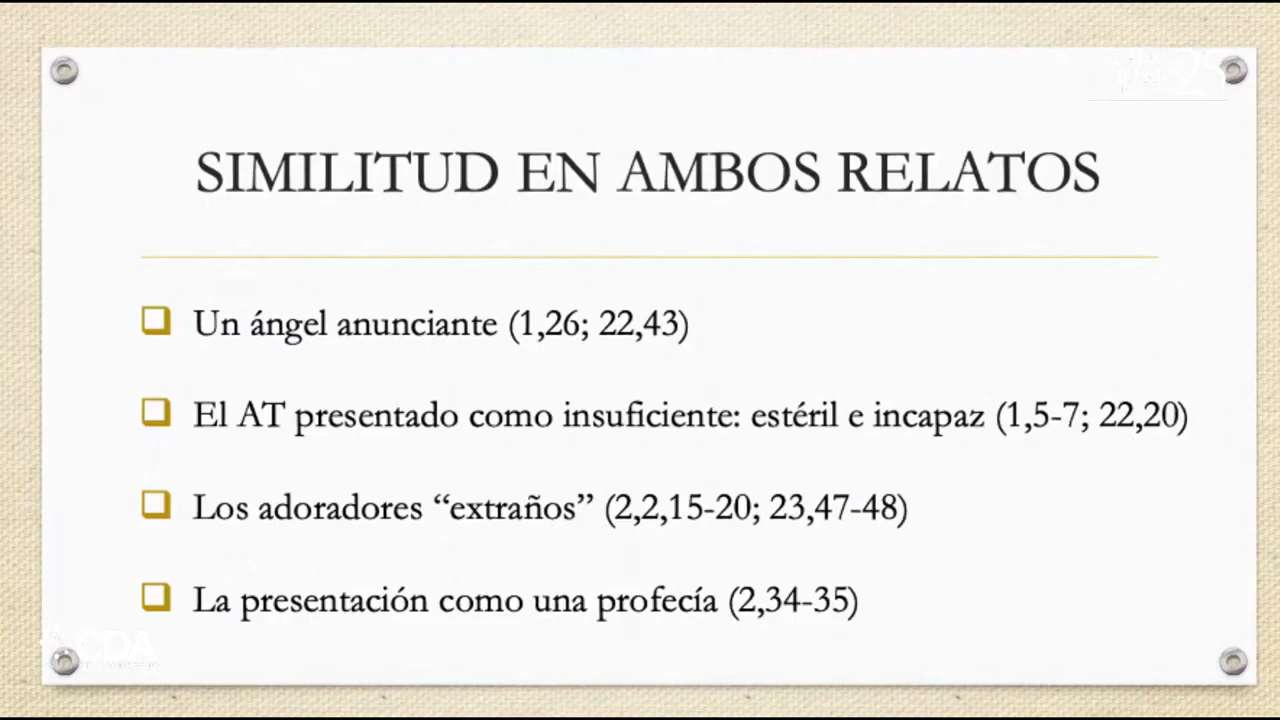 SIMILITUD EN AMBOS RELATOS
Un ángel anunciante (1,26; 22,43)
El AT presentado como insuficiente: estéril e incapaz (1,5-7; 22,20)
Los adoradores “extraños” (2,2,15-20; 23,47-48)
La presentación como una profecía (2,34-35)
CDA